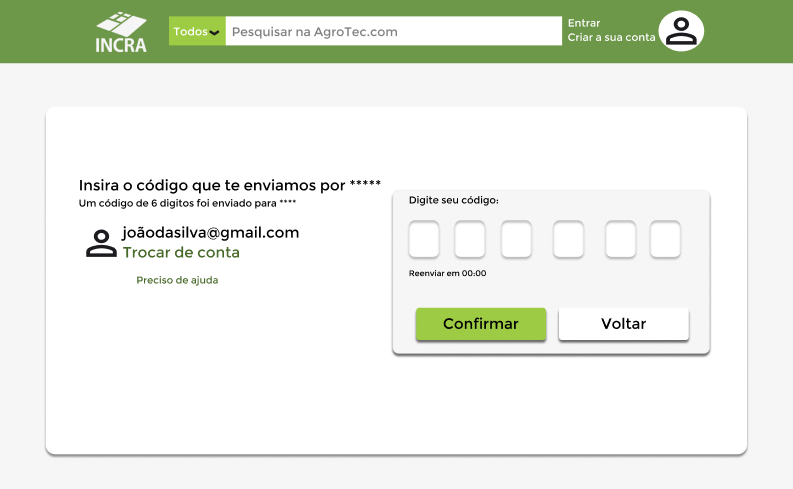 INCRA
Todos
Pesquisar na AgroTec.com
Entrar
Criar a sua conta
Insira o código que te enviamos por *****
Um código de 6 digitos foi enviado para ****
joãodasilva@gmail.com
Trocar de conta
Preciso de ajuda
Digite seu código:
Reenviar em 00:00
Confirmar
Voltar